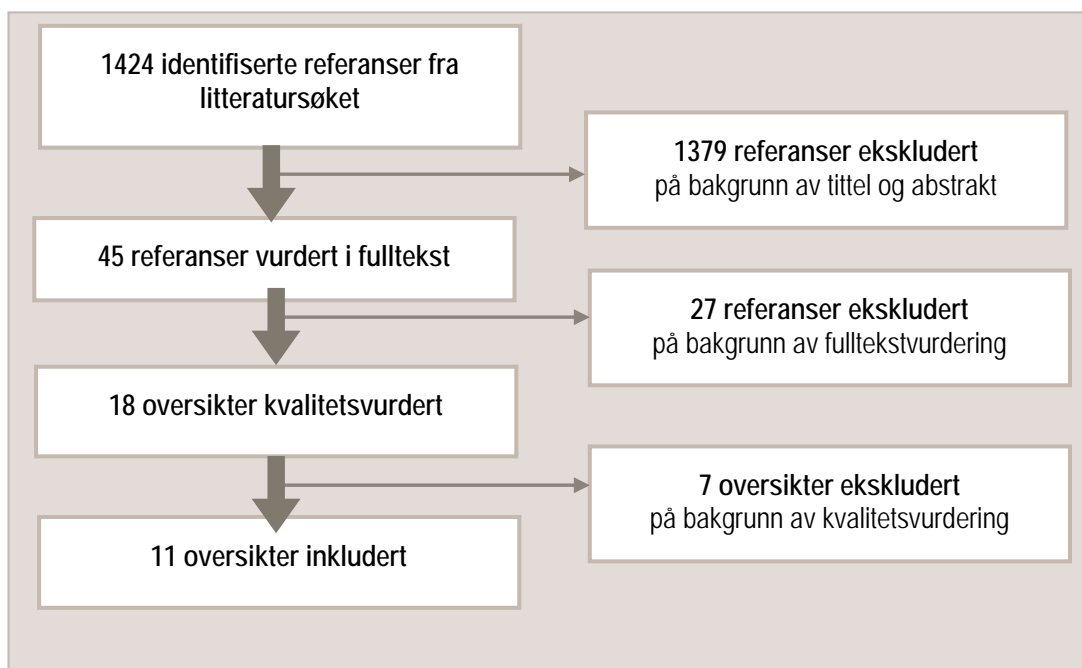 1424 identifiserte referanser fra
litteratursøket
1379 referanser ekskludert
på bakgrunn av tittel og abstrakt
45 referanser vurdert i fulltekst
27 referanser ekskludert
på bakgrunn av fulltekstvurdering
18 oversikter kvalitetsvurdert
7 oversikter ekskludert
på bakgrunn av kvalitetsvurdering
11 oversikter inkludert